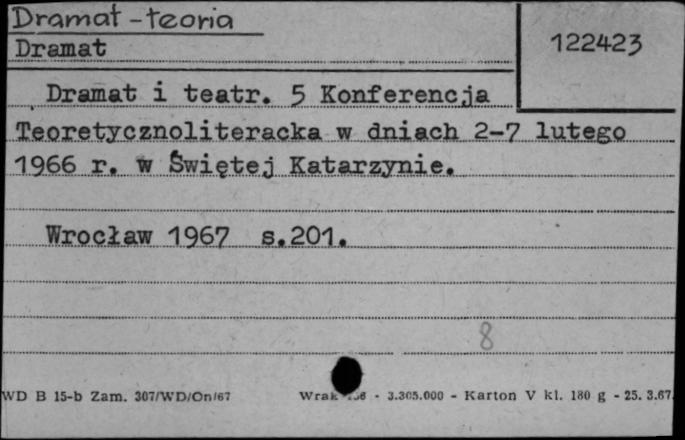 Dramat - teoria
Dramat
122423
Dramat i teatr. 5 Konferencja
Teoretycznoliteracka w dniach 2-7 lutego
1966 r. w Świętej Katarzynie.
Wrocław 1967 s.201.
8
WD B 15-b Zam. 307/WD/On/67 Wrak - 3.305.000 - Karton V kl. 180 g - 25. 3.67.